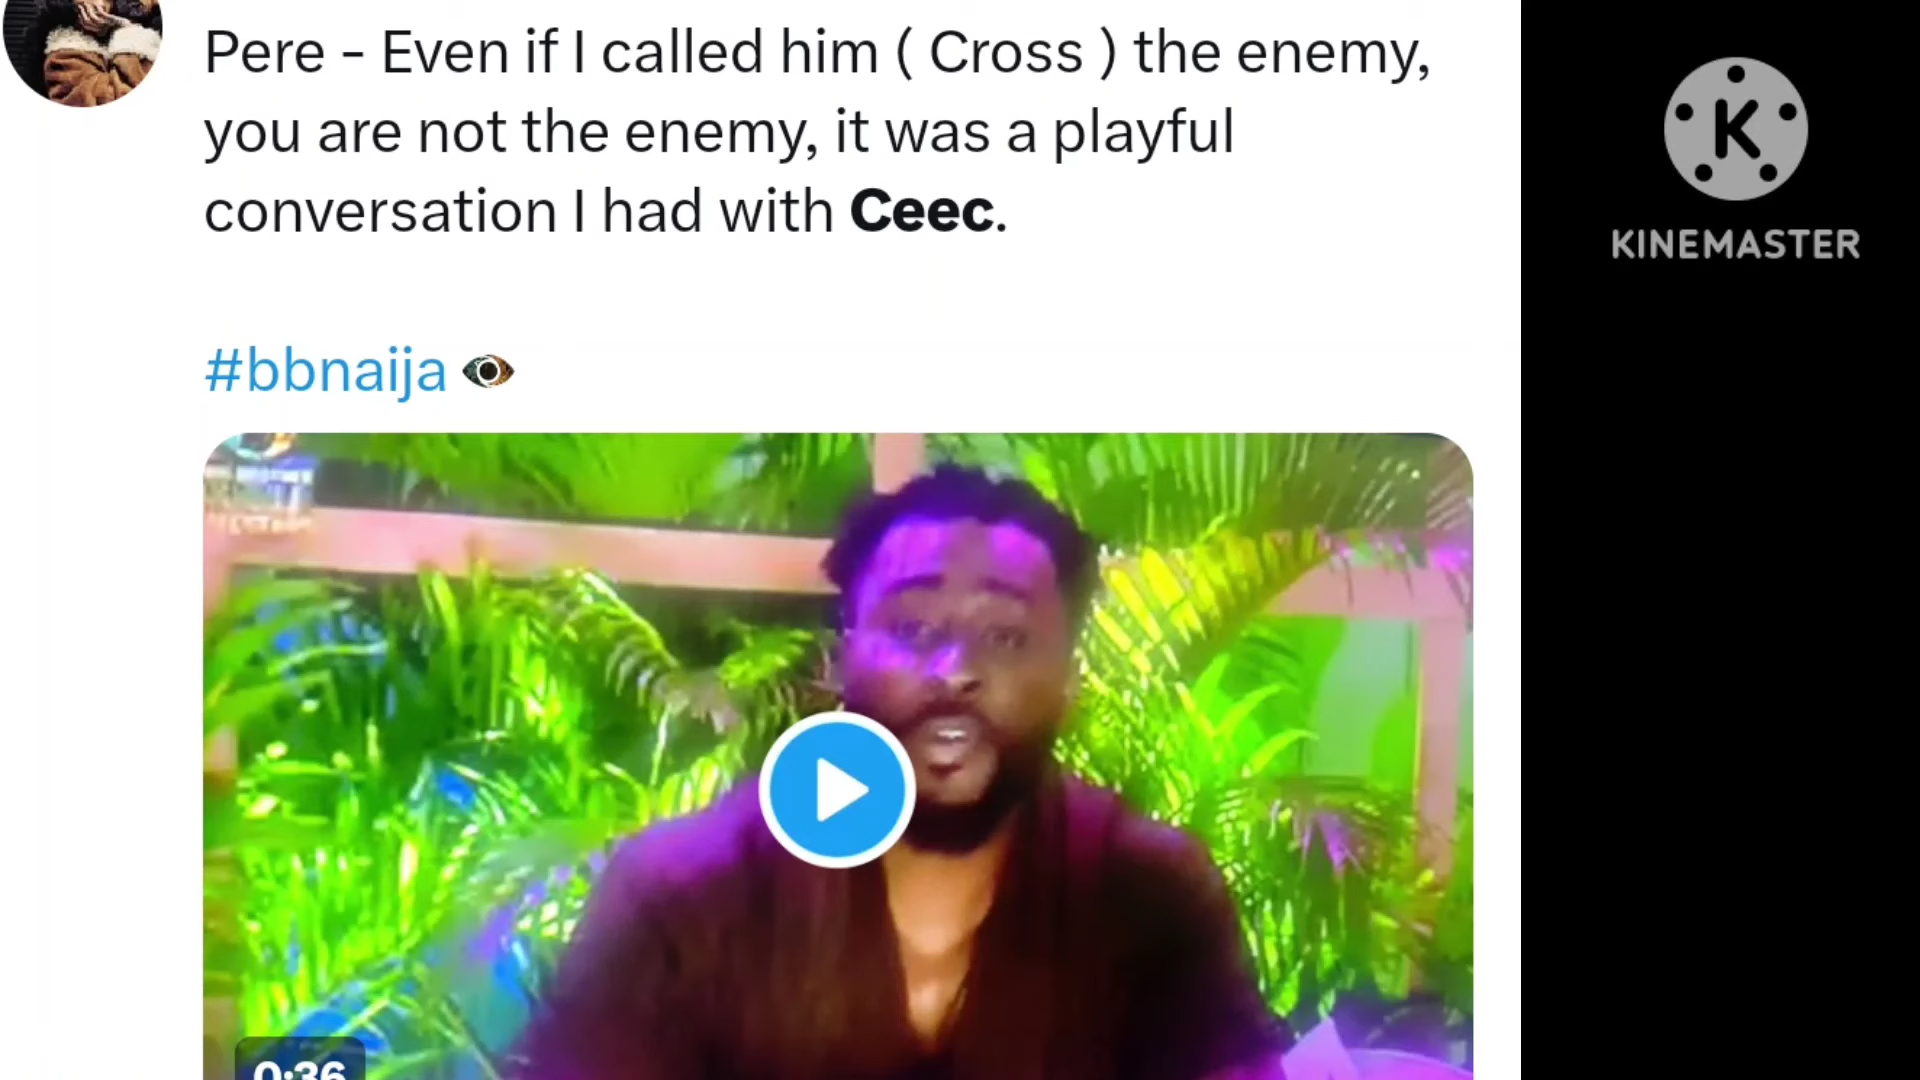 Pere - Even if I called him ( Cross ) the enemy,
you are not the enemy, it was a playful
conversation I had with Ceec.
#bbnaija
KINEMASTER
0:36